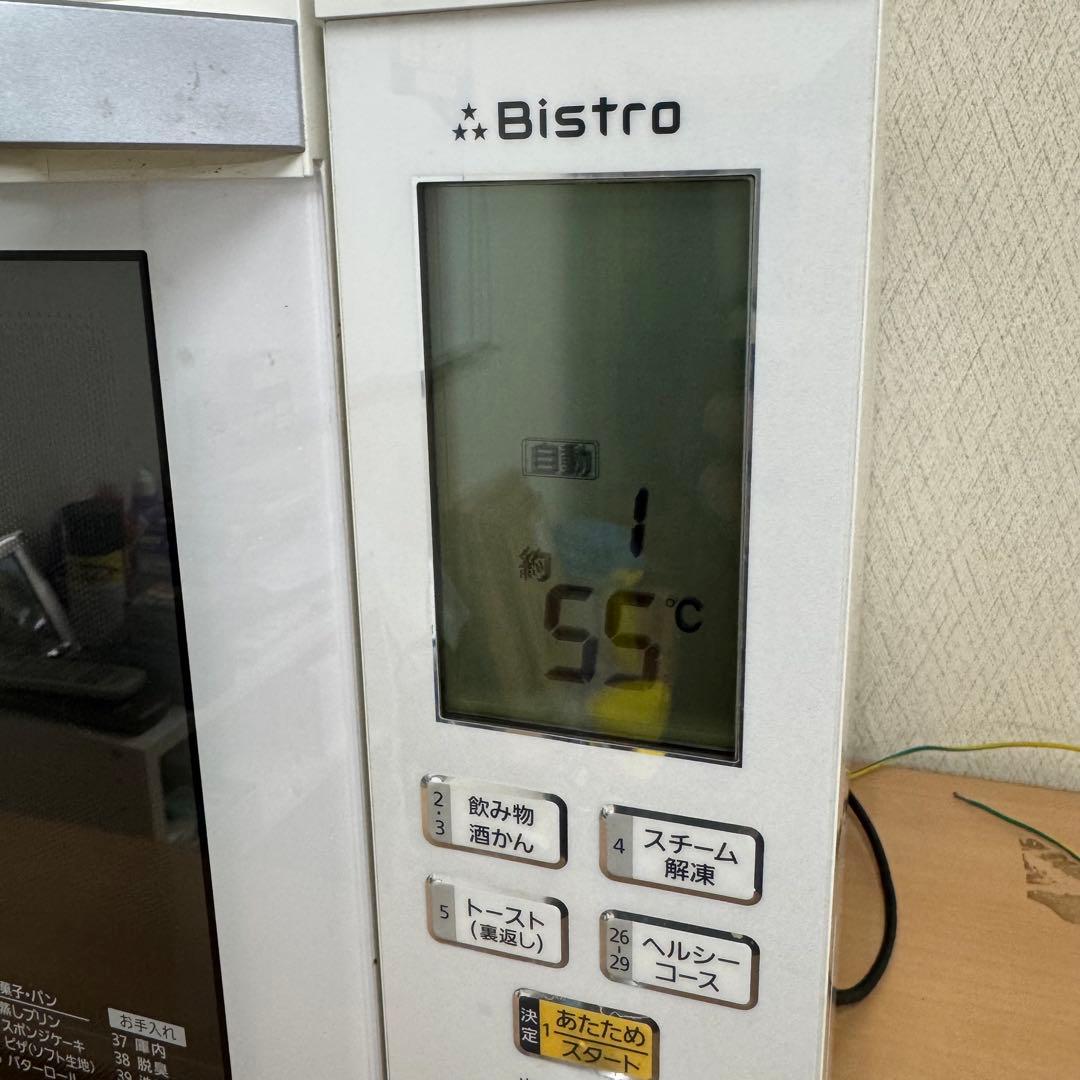 Bistro
自動
1
約
55℃
2・3
飲み物
酒かん
4
スチーム
解凍
5
トースト
(裏返し)
26-29
ヘルシー
コース
決定
1
あたため
スタート
菓子・パン
蒸しプリン
スポンジケーキ
ピザ(ソフト生地)
バターロール
お手入れ
37 庫内
38 脱臭
39